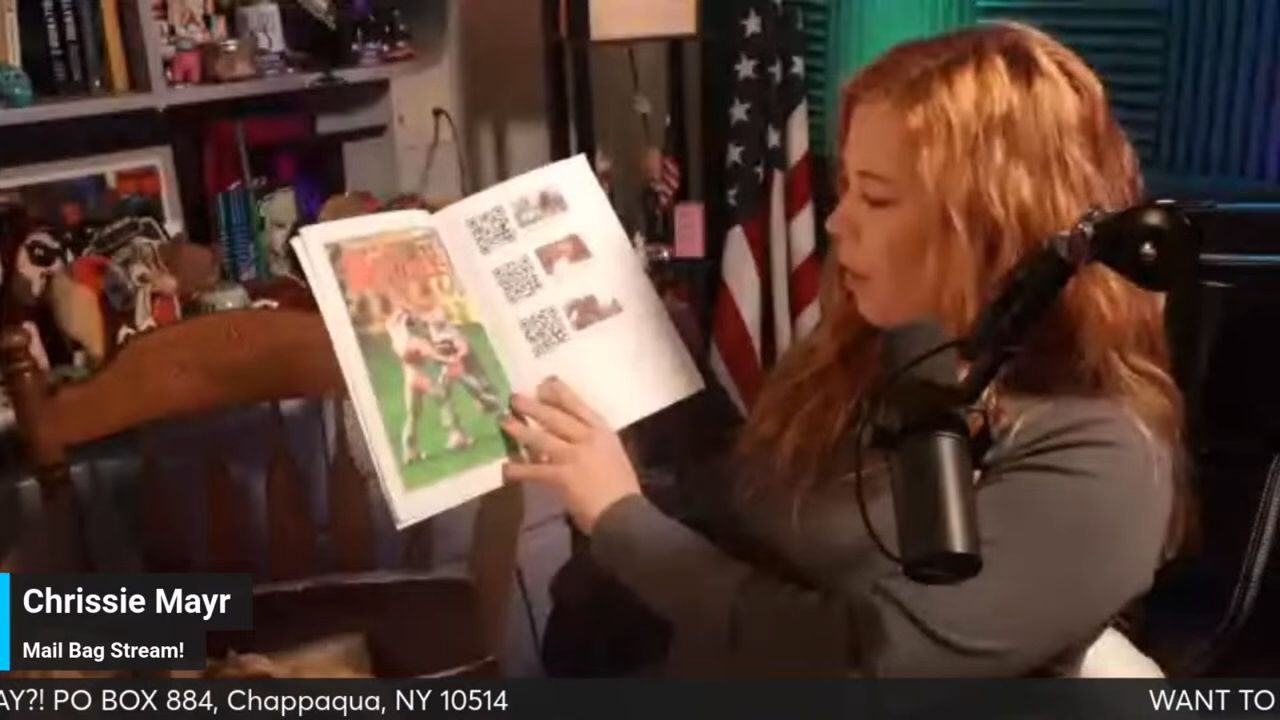 Chrissie Mayr
Mail Bag Stream!
AY?! PO BOX 884, Chappaqua, NY 10514
WANT TO